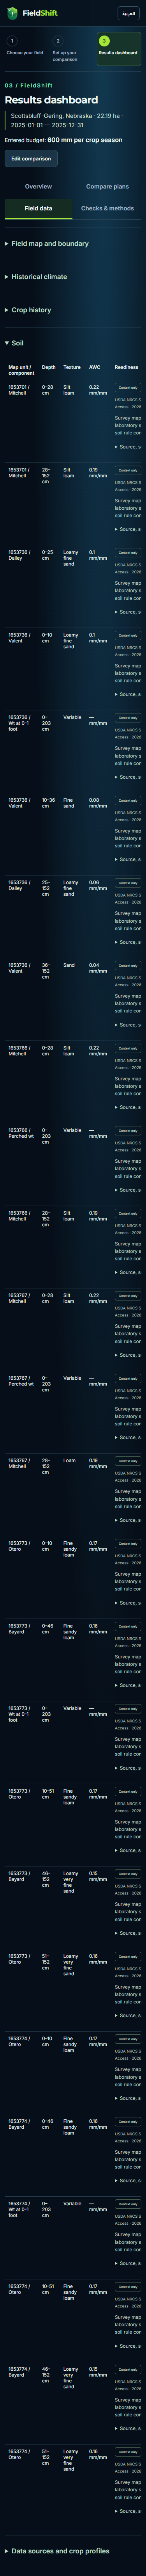 FieldShift
العربية
1
Choose your field
2
Set up your comparison
3
Results dashboard
03 / FieldShift
Results dashboard
Scottsbluff–Gering, Nebraska · 22.19 ha ·
2025-01-01 — 2025-12-31
Entered budget: 600 mm per crop season
Edit comparison
Overview
Compare plans
Field data
Checks & methods
Field map and boundary
Historical climate
Crop history
Soil
Map unit / component Depth Texture AWC Readiness
1653701 / Mitchell 0–28 cm Silt loam 0.22 mm/mm Context only
USDA NRCS S
Access · 2026
Survey map
laboratory s
soil rule con
Source, s
1653701 / Mitchell 28–152 cm Silt loam 0.19 mm/mm Context only
USDA NRCS S
Access · 2026
Survey map
laboratory s
soil rule con
Source, s
1653736 / Dailey 0–25 cm Loamy fine sand 0.1 mm/mm Context only
USDA NRCS S
Access · 2026
Survey map
laboratory s
soil rule con
Source, s
1653736 / Valent 0–10 cm Loamy fine sand 0.1 mm/mm Context only
USDA NRCS S
Access · 2026
Survey map
laboratory s
soil rule con
Source, s
1653736 / Wt at 0-1 foot 0–203 cm Variable — mm/mm Context only
USDA NRCS S
Access · 2026
Survey map
laboratory s
soil rule con
Source, s
1653736 / Valent 10–36 cm Fine sand 0.08 mm/mm Context only
USDA NRCS S
Access · 2026
Survey map
laboratory s
soil rule con
Source, s
1653736 / Dailey 25–152 cm Loamy fine sand 0.06 mm/mm Context only
USDA NRCS S
Access · 2026
Survey map
laboratory s
soil rule con
Source, s
1653736 / Valent 36–152 cm Sand 0.04 mm/mm Context only
USDA NRCS S
Access · 2026
Survey map
laboratory s
soil rule con
Source, s
1653766 / Mitchell 0–28 cm Silt loam 0.22 mm/mm Context only
USDA NRCS S
Access · 2026
Survey map
laboratory s
soil rule con
Source, s
1653766 / Perched wt 0–203 cm Variable — mm/mm Context only
USDA NRCS S
Access · 2026
Survey map
laboratory s
soil rule con
Source, s
1653766 / Mitchell 28–152 cm Silt loam 0.19 mm/mm Context only
USDA NRCS S
Access · 2026
Survey map
laboratory s
soil rule con
Source, s
1653767 / Mitchell 0–28 cm Silt loam 0.22 mm/mm Context only
USDA NRCS S
Access · 2026
Survey map
laboratory s
soil rule con
Source, s
1653767 / Perched wt 0–203 cm Variable — mm/mm Context only
USDA NRCS S
Access · 2026
Survey map
laboratory s
soil rule con
Source, s
1653767 / Mitchell 28–152 cm Loam 0.19 mm/mm Context only
USDA NRCS S
Access · 2026
Survey map
laboratory s
soil rule con
Source, s
1653773 / Otero 0–10 cm Fine sandy loam 0.17 mm/mm Context only
USDA NRCS S
Access · 2026
Survey map
laboratory s
soil rule con
Source, s
1653773 / Bayard 0–46 cm Fine sandy loam 0.16 mm/mm Context only
USDA NRCS S
Access · 2026
Survey map
laboratory s
soil rule con
Source, s
1653773 / Wt at 0-1 foot 0–203 cm Variable — mm/mm Context only
USDA NRCS S
Access · 2026
Survey map
laboratory s
soil rule con
Source, s
1653773 / Otero 10–51 cm Fine sandy loam 0.17 mm/mm Context only
USDA NRCS S
Access · 2026
Survey map
laboratory s
soil rule con
Source, s
1653773 / Bayard 46–152 cm Loamy very fine sand 0.15 mm/mm Context only
USDA NRCS S
Access · 2026
Survey map
laboratory s
soil rule con
Source, s
1653773 / Otero 51–152 cm Loamy very fine sand 0.16 mm/mm Context only
USDA NRCS S
Access · 2026
Survey map
laboratory s
soil rule con
Source, s
1653774 / Otero 0–10 cm Fine sandy loam 0.17 mm/mm Context only
USDA NRCS S
Access · 2026
Survey map
laboratory s
soil rule con
Source, s
1653774 / Bayard 0–46 cm Fine sandy loam 0.16 mm/mm Context only
USDA NRCS S
Access · 2026
Survey map
laboratory s
soil rule con
Source, s
1653774 / Wt at 0-1 foot 0–203 cm Variable — mm/mm Context only
USDA NRCS S
Access · 2026
Survey map
laboratory s
soil rule con
Source, s
1653774 / Otero 10–51 cm Fine sandy loam 0.17 mm/mm Context only
USDA NRCS S
Access · 2026
Survey map
laboratory s
soil rule con
Source, s
1653774 / Bayard 46–152 cm Loamy very fine sand 0.15 mm/mm Context only
USDA NRCS S
Access · 2026
Survey map
laboratory s
soil rule con
Source, s
1653774 / Otero 51–152 cm Loamy very fine sand 0.16 mm/mm Context only
USDA NRCS S
Access · 2026
Survey map
laboratory s
soil rule con
Source, s
Data sources and crop profiles